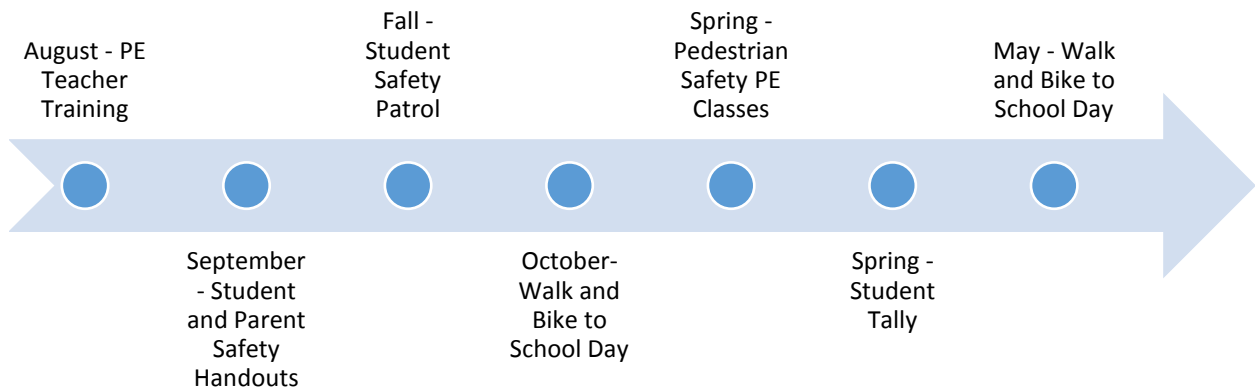 August - PE
Teacher
Training
September
- Student
and Parent
Safety
Handouts
Fall -
Student
Safety
Patrol
October-
Walk and
Bike to
School Day
Spring -
Pedestrian
Safety PE
Classes
Spring -
Student
Tally
May - Walk
and Bike to
School Day